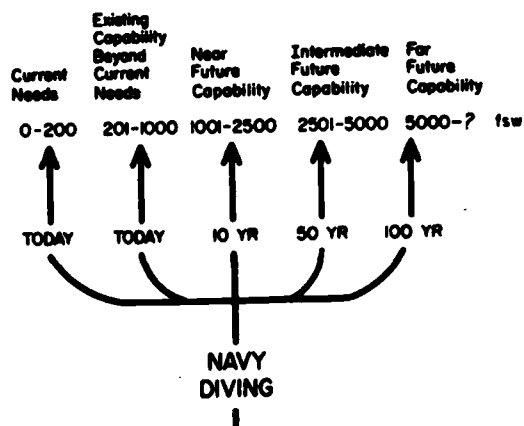 Current
Needs
Existing
Capability
Beyond
Current
Needs
Near
Future
Capability
Intermediate
Future
Capability
Far
Future
Capability
0-200 201-1000 1001-2500 2501-5000 5000-? fsw
TODAY TODAY 10 YR 50 YR 100 YR
NAVY
DIVING